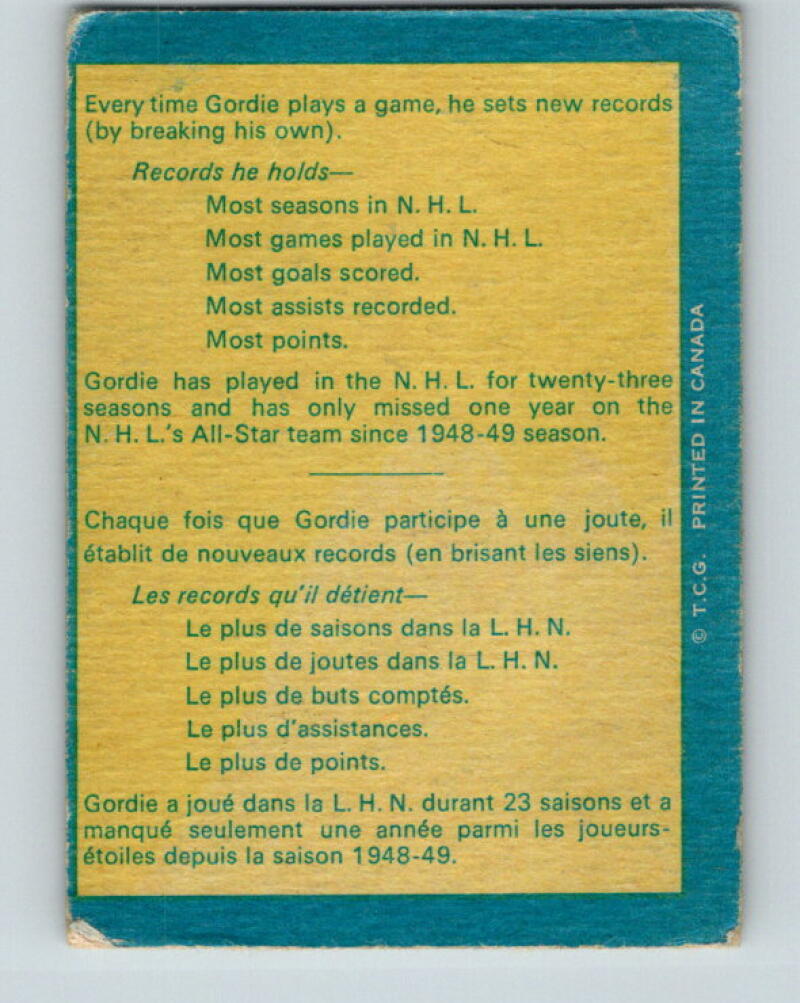 Every time Gordie plays a game, he sets new records
(by breaking his own).
Records he holds—
Most seasons in N. H. L.
Most games played in N. H. L.
Most goals scored.
Most assists recorded.
Most points.
Gordie has played in the N. H. L. for twenty-three
seasons and has only missed one year on the
N. H. L.'s All-Star team since 1948-49 season.
Chaque fois que Gordie participe à une joute, il
établit de nouveaux records (en brisant les siens).
Les records qu'il détient—
Le plus de saisons dans la L. H. N.
Le plus de joutes dans la L. H. N.
Le plus de buts comptés.
Le plus d'assistances.
Le plus de points.
Gordie a joué dans la L. H. N. durant 23 saisons et a
manqué seulement une année parmi les joueurs-
étoiles depuis la saison 1948-49.
© T.C.G. PRINTED IN CANADA